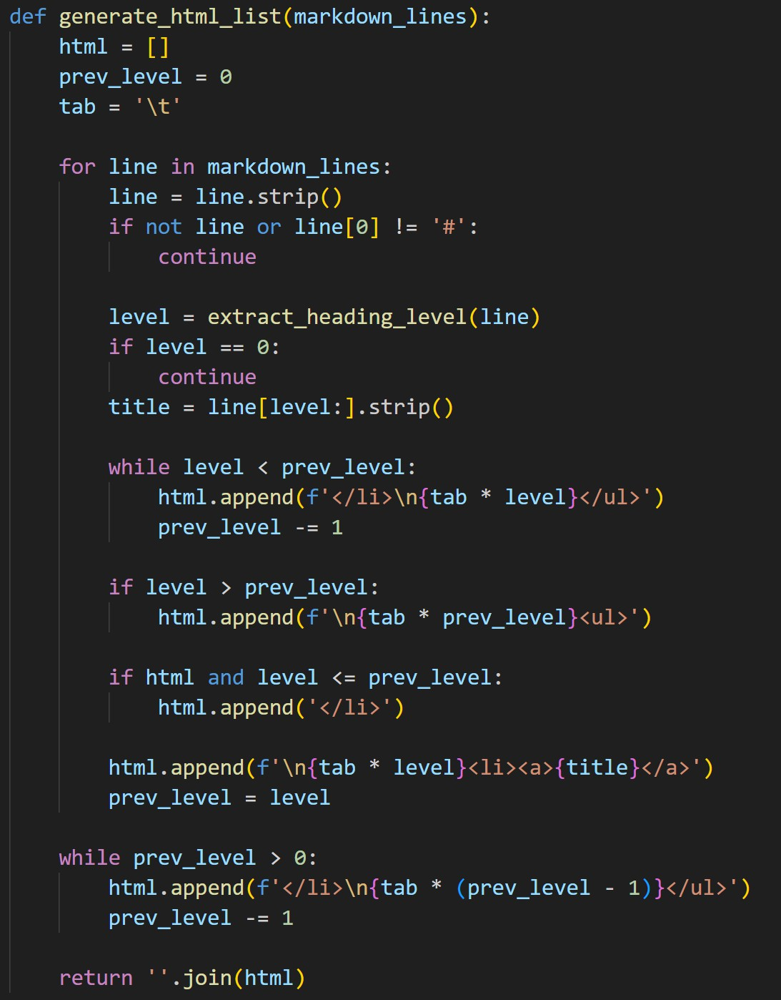 def generate_html_list(markdown_lines):
    html = []
    prev_level = 0
    tab = '\t'

    for line in markdown_lines:
        line = line.strip()
        if not line or line[0] != '#':
            continue

        level = extract_heading_level(line)
        if level == 0:
            continue
        title = line[level:].strip()

        while level < prev_level:
            html.append(f'</li>\n{tab * level}</ul>')
            prev_level -= 1

        if level > prev_level:
            html.append(f'\n{tab * prev_level}<ul>')

        if html and level <= prev_level:
            html.append('</li>')

        html.append(f'\n{tab * level}<li><a>{title}</a>')
        prev_level = level

    while prev_level > 0:
        html.append(f'</li>\n{tab * (prev_level - 1)}</ul>')
        prev_level -= 1

    return ''.join(html)